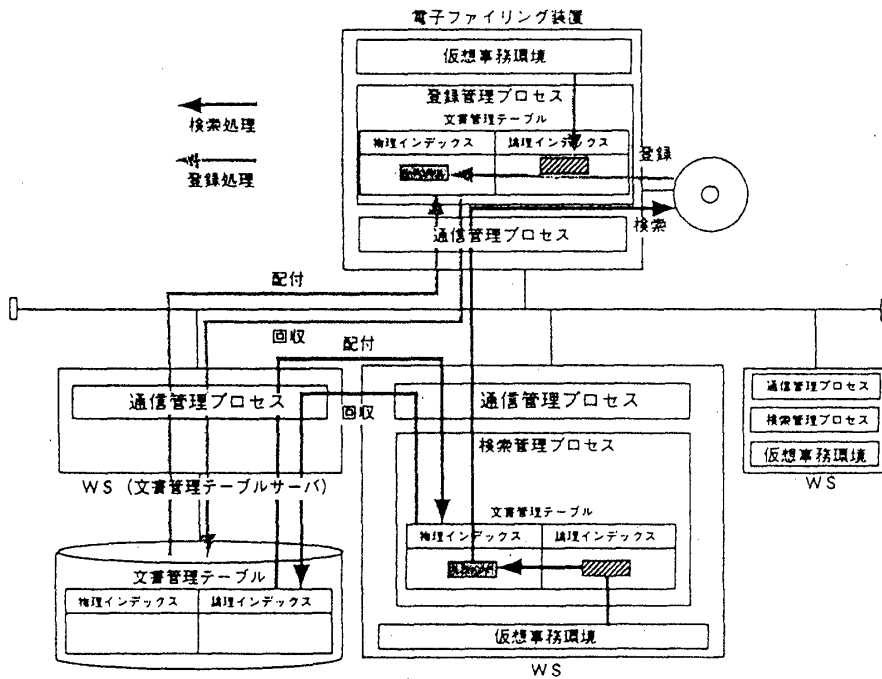 電子ファイリング装置
仮想事務環境
登録管理プロセス
文書管理テーブル
物理インデックス
論理インデックス
検索処理
登録処理
登録
検索
通信管理プロセス
配付
回収
配付
回収
通信管理プロセス
WS (文書管理テーブルサーバ)
文書管理テーブル
物理インデックス
論理インデックス
通信管理プロセス
検索管理プロセス
文書管理テーブル
物理インデックス
論理インデックス
仮想事務環境
WS
通信管理プロセス
検索管理プロセス
仮想事務環境
WS